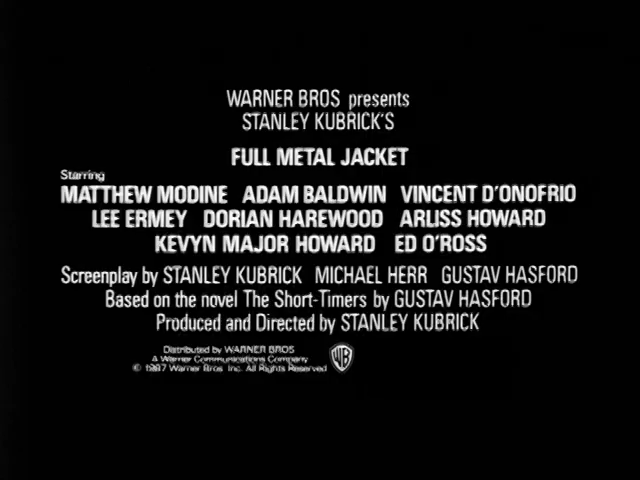 WARNER BROS presents
STANLEY KUBRICK'S
FULL METAL JACKET
Starring
MATTHEW MODINE ADAM BALDWIN VINCENT D'ONOFRIO
LEE ERMEY DORIAN HAREWOOD ARLISS HOWARD
KEVYN MAJOR HOWARD ED O'ROSS
Screenplay by STANLEY KUBRICK MICHAEL HERR GUSTAV HASFORD
Based on the novel The Short-Timers by GUSTAV HASFORD
Produced and Directed by STANLEY KUBRICK
Distributed by WARNER BROS
A Warner Communications Company
© 1987 Warner Bros Inc. All Rights Reserved
WB